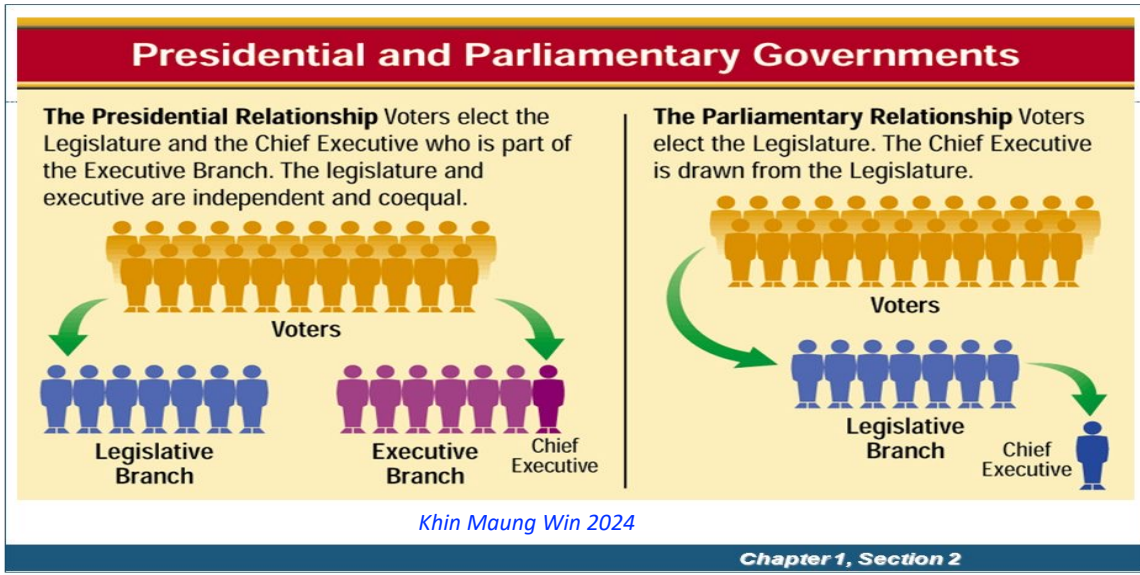 Presidential and Parliamentary Governments
The Presidential Relationship Voters elect the
Legislature and the Chief Executive who is part of
the Executive Branch. The legislature and
executive are independent and coequal.
Voters
Legislative
Branch
Executive
Branch
Chief
Executive
The Parliamentary Relationship Voters
elect the Legislature. The Chief Executive
is drawn from the Legislature.
Voters
Legislative
Branch
Chief
Executive
Khin Maung Win 2024
Chapter 1, Section 2